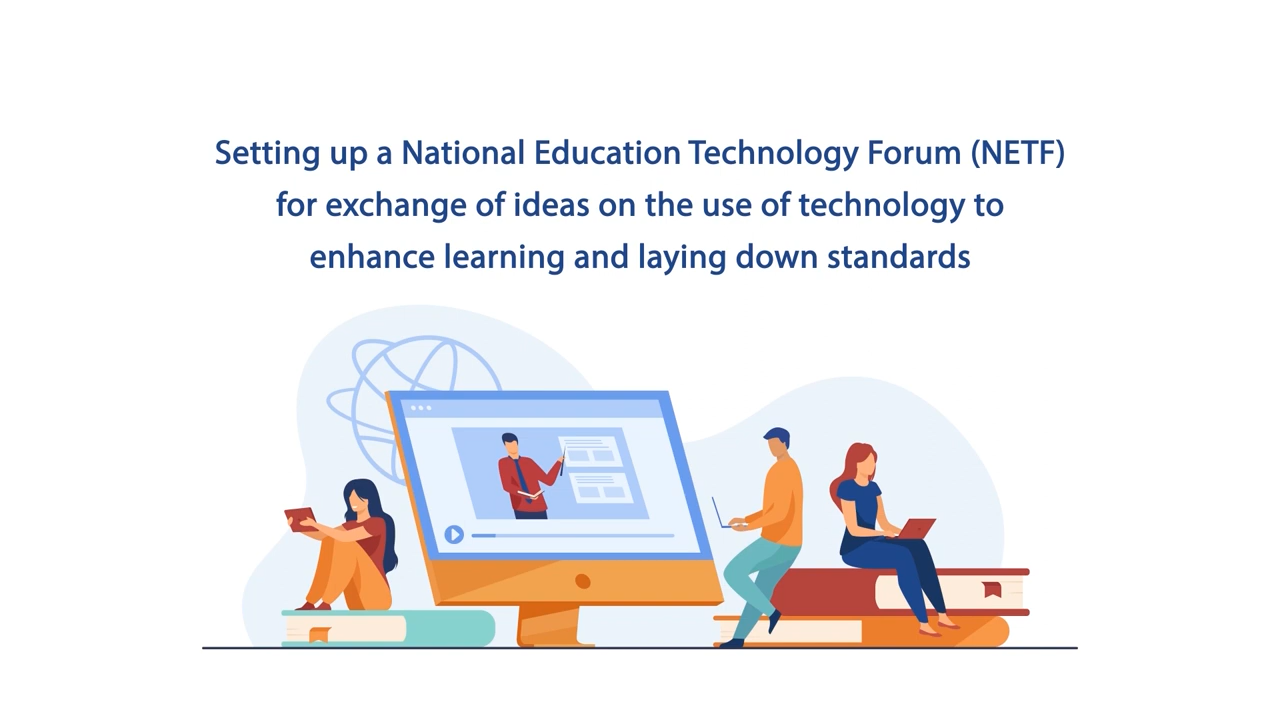 Setting up a National Education Technology Forum (NETF)
for exchange of ideas on the use of technology to
enhance learning and laying down standards